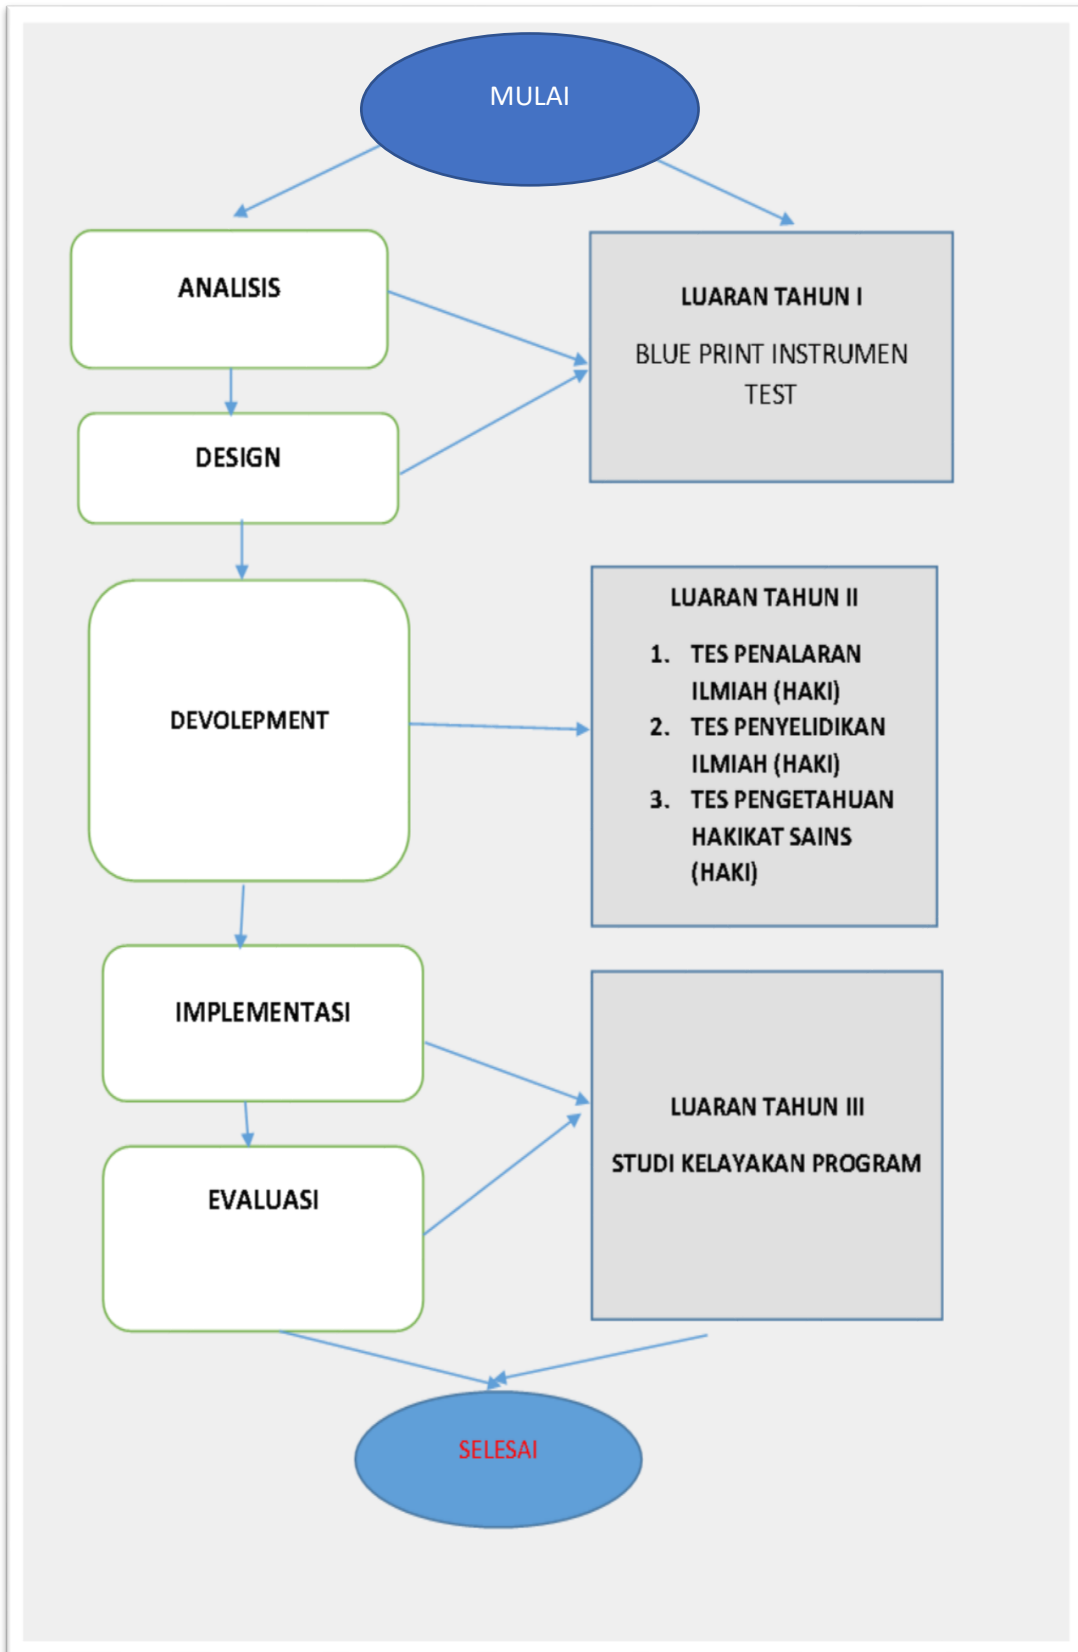 MULAI
ANALISIS
LUARAN TAHUN I
BLUE PRINT INSTRUMEN
TEST
DESIGN
DEVOLEPMENT
LUARAN TAHUN II
1. TES PENALARAN
ILMIAH (HAKI)
2. TES PENYELIDIKAN
ILMIAH (HAKI)
3. TES PENGETAHUAN
HAKIKAT SAINS
(HAKI)
IMPLEMENTASI
LUARAN TAHUN III
STUDI KELAYAKAN PROGRAM
EVALUASI
SELESAI